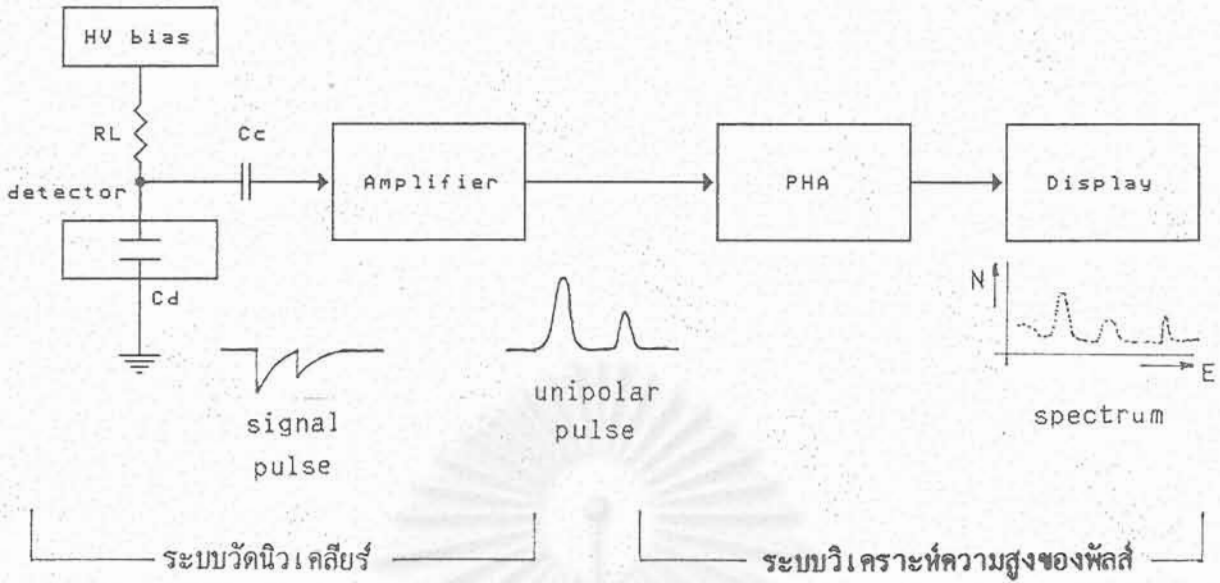 HV bias
RL
Cc
detector
Cd
Amplifier
PHA
Display
signal
pulse
unipolar
pulse
N
E
spectrum
ระบบวัดนิวเคลียร์
ระบบวิเคราะห์ความสูงของพัลส์